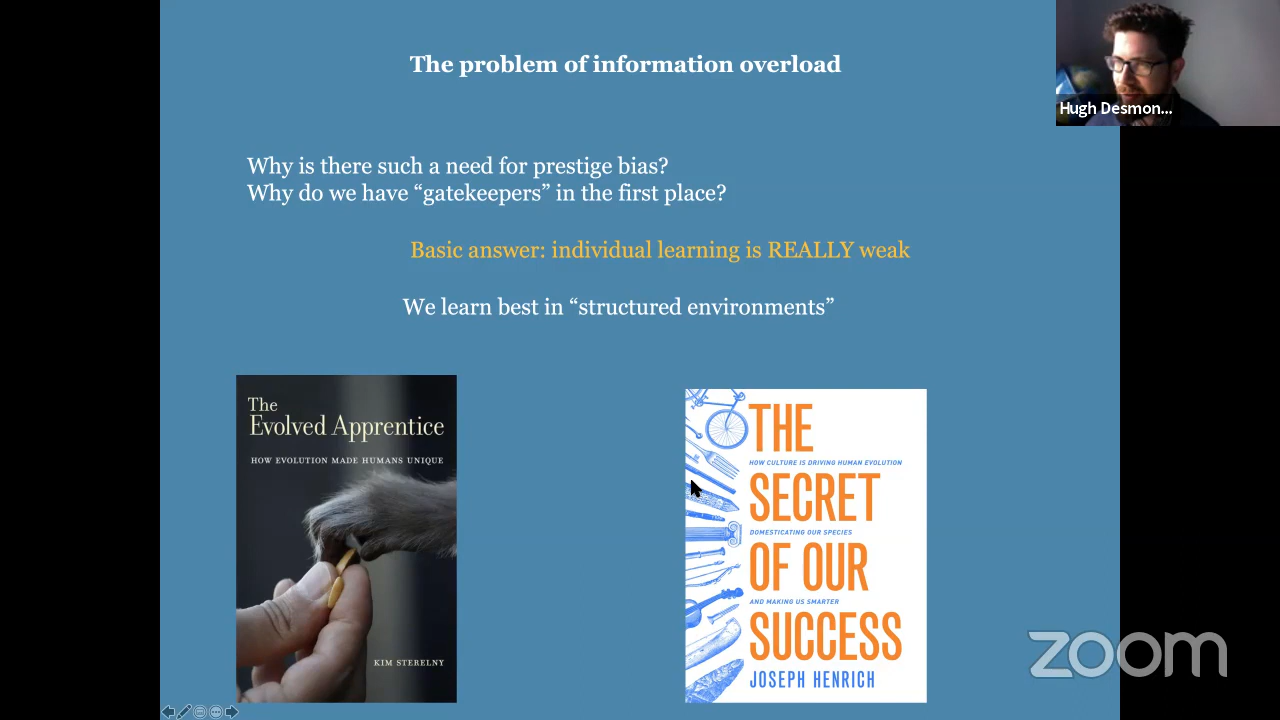 The problem of information overload
Hugh Desmon...
Why is there such a need for prestige bias?
Why do we have “gatekeepers” in the first place?
Basic answer: individual learning is REALLY weak
We learn best in “structured environments”
The
Evolved Apprentice
HOW EVOLUTION MADE HUMANS UNIQUE
KIM STERELNY
THE
HOW CULTURE IS DRIVING HUMAN EVOLUTION
SECRET
DOMESTICATING OUR SPECIES
OF OUR
AND MAKING US SMARTER
SUCCESS
JOSEPH HENRICH
zoom